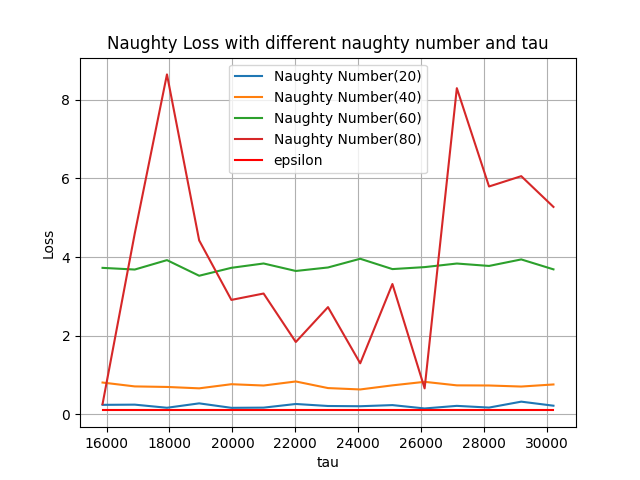 Naughty Loss with different naughty number and tau
Naughty Number(20)
Naughty Number(40)
Naughty Number(60)
Naughty Number(80)
epsilon
Loss
8
6
4
2
0
16000 18000 20000 22000 24000 26000 28000 30000
tau